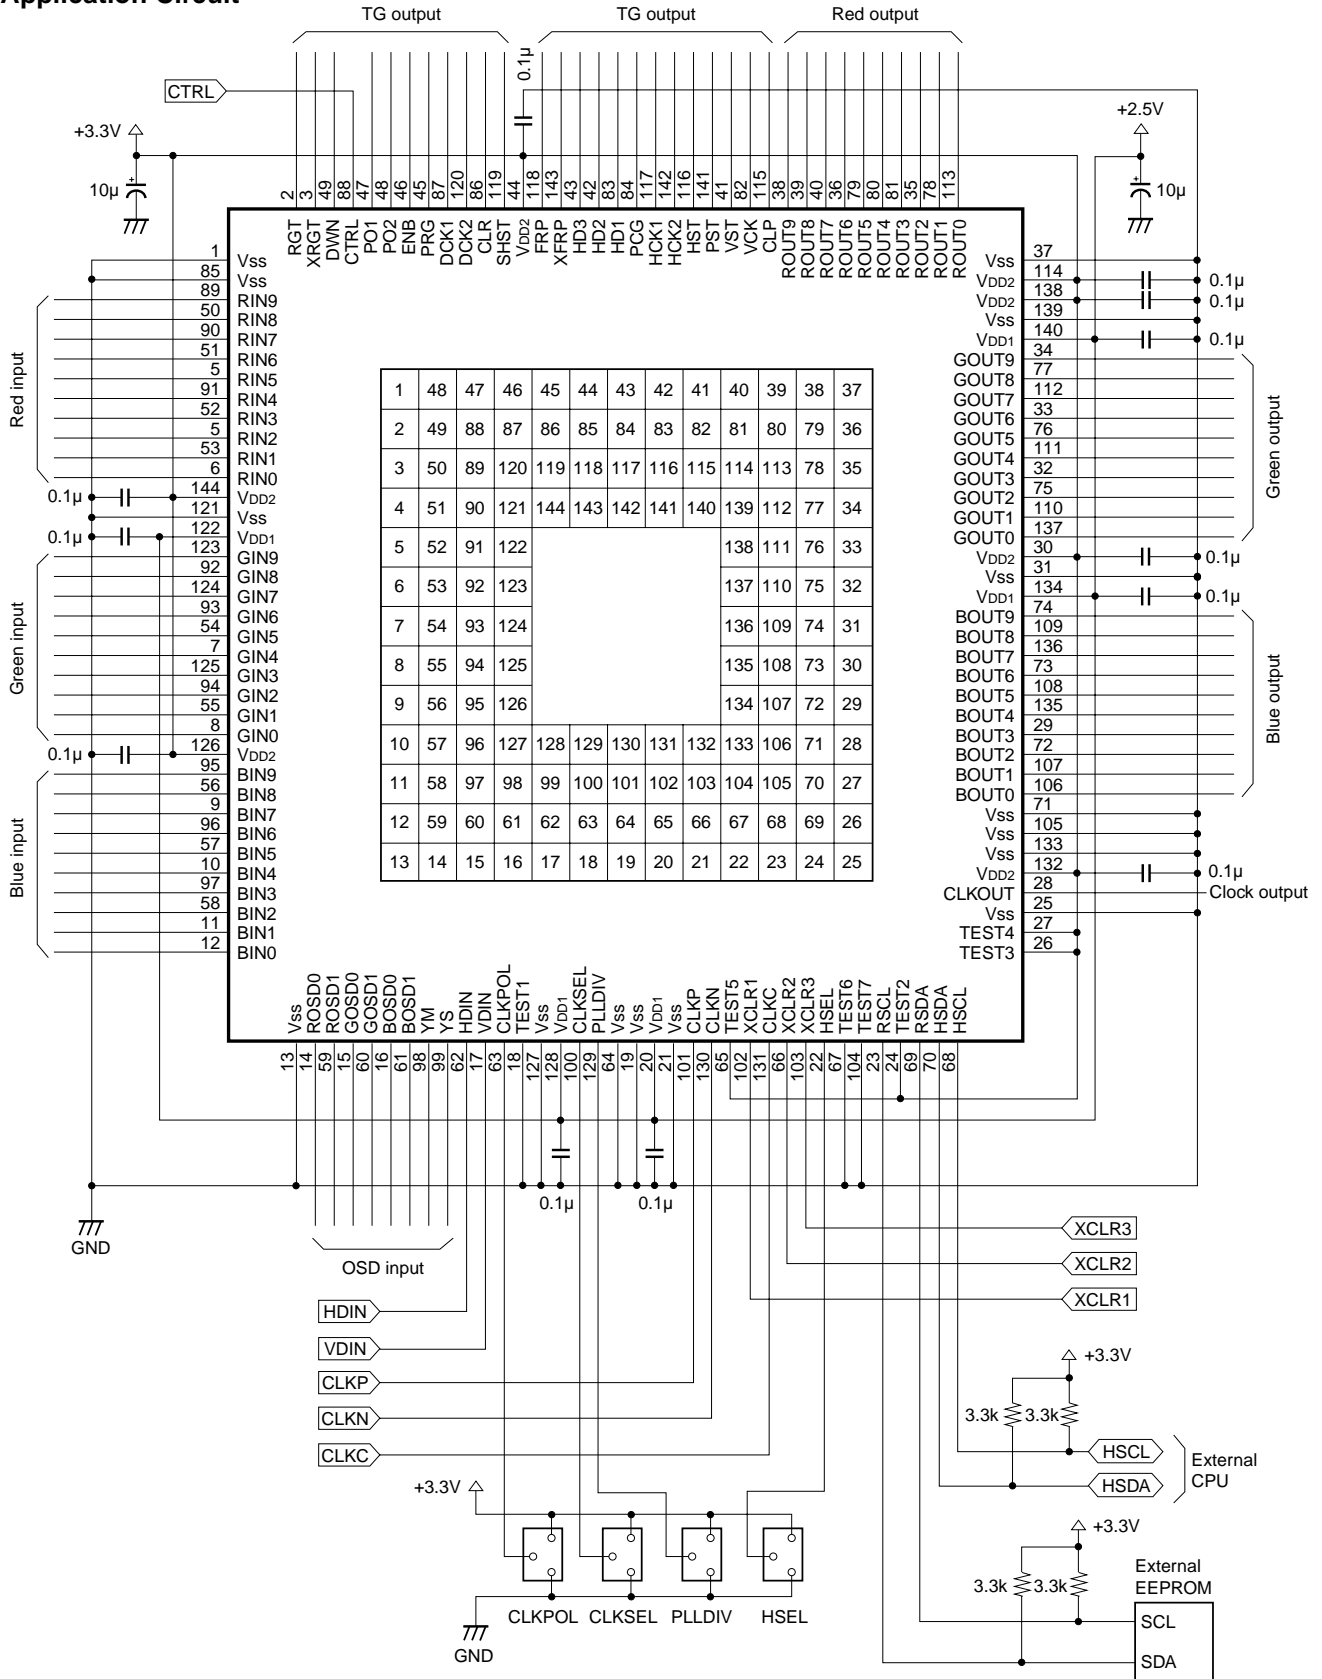 Application Circuit
TG output
TG output
Red output
0.1μ
CTRL
+3.3V
+2.5V
10μ
10μ
2 3 49 88 47 48 46 45 87 120 86 119 44 118 143 43 42 83 84 117 142 116 141 41 82 115 38 39 40 36 79 80 81 35 78 113
RGT XRGT DWN CTRL PO1 PO2 ENB PRG DCK1 DCK2 CLR SHST VDD2 FRP XFRP HD3 HD2 HD1 PCG HCK1 HCK2 HST PST VST VCK CLP ROUT9 ROUT8 ROUT7 ROUT6 ROUT5 ROUT4 ROUT3 ROUT2 ROUT1 ROUT0
Red input
Green input
Blue input
1 Vss
85 Vss
89 RIN9
50 RIN8
90 RIN7
51 RIN6
5 RIN5
91 RIN4
52 RIN3
5 RIN2
53 RIN1
6 RIN0
0.1μ 144 VDD2
121 Vss
0.1μ 122 VDD1
123 GIN9
92 GIN8
124 GIN7
93 GIN6
54 GIN5
7 GIN4
125 GIN3
94 GIN2
55 GIN1
8 GIN0
0.1μ 126 VDD2
95 BIN9
56 BIN8
9 BIN7
96 BIN6
57 BIN5
10 BIN4
97 BIN3
58 BIN2
11 BIN1
12 BIN0
1 48 47 46 45 44 43 42 41 40 39 38 37
2 49 88 87 86 85 84 83 82 81 80 79 36
3 50 89 120 119 118 117 116 115 114 113 78 35
4 51 90 121 144 143 142 141 140 139 112 77 34
5 52 91 122 138 111 76 33
6 53 92 123 137 110 75 32
7 54 93 124 136 109 74 31
8 55 94 125 135 108 73 30
9 56 95 126 134 107 72 29
10 57 96 127 128 129 130 131 132 133 106 71 28
11 58 97 98 99 100 101 102 103 104 105 70 27
12 59 60 61 62 63 64 65 66 67 68 69 26
13 14 15 16 17 18 19 20 21 22 23 24 25
Vss 37
VDD2 114 0.1μ
VDD2 138 0.1μ
Vss 139
VDD1 140 0.1μ
GOUT9 34
GOUT8 77
GOUT7 112
GOUT6 33
GOUT5 76
GOUT4 111
GOUT3 32
GOUT2 75
GOUT1 110
GOUT0 137
VDD2 30 0.1μ
Vss 31
VDD1 134 0.1μ
BOUT9 74
BOUT8 109
BOUT7 136
BOUT6 73
BOUT5 108
BOUT4 135
BOUT3 29
BOUT2 72
BOUT1 107
BOUT0 106
Vss 71
Vss 105
Vss 133
VDD2 132 0.1μ
CLKOUT 28 Clock output
Vss 25
TEST4 27
TEST3 26
Green output
Blue output
Vss ROSD0 ROSD1 GOSD0 GOSD1 BOSD0 BOSD1 YM YS HDIN VDIN CLKPOL TEST1 Vss VDD1 CLKSEL PLLDIV Vss Vss VDD1 Vss CLKP CLKN TEST5 XCLR1 CLKC XCLR2 XCLR3 HSEL TEST6 TEST7 RSCL TEST2 RSDA HSDA HSCL
13 14 59 15 60 16 61 98 99 62 17 63 18 127 128 100 129 64 19 20 21 101 130 65 102 131 66 103 22 67 104 23 24 69 70 68
0.1μ
0.1μ
GND
OSD input
XCLR3
XCLR2
XCLR1
HDIN
VDIN
CLKP
CLKN
CLKC
+3.3V
3.3k
3.3k
HSCL
HSDA
External
CPU
+3.3V
CLKPOL
CLKSEL
PLLDIV
HSEL
GND
+3.3V
3.3k
3.3k
External
EEPROM
SCL
SDA